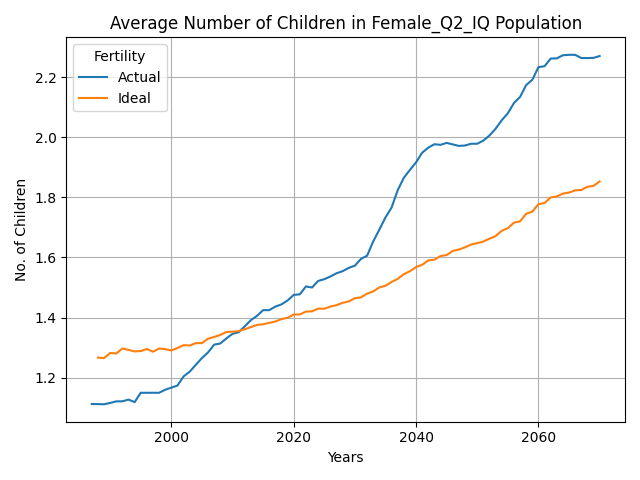 Average Number of Children in Female_Q2_IQ Population
Fertility
Actual
Ideal
No. of Children
2.2
2.0
1.8
1.6
1.4
1.2
2000
2020
2040
2060
Years